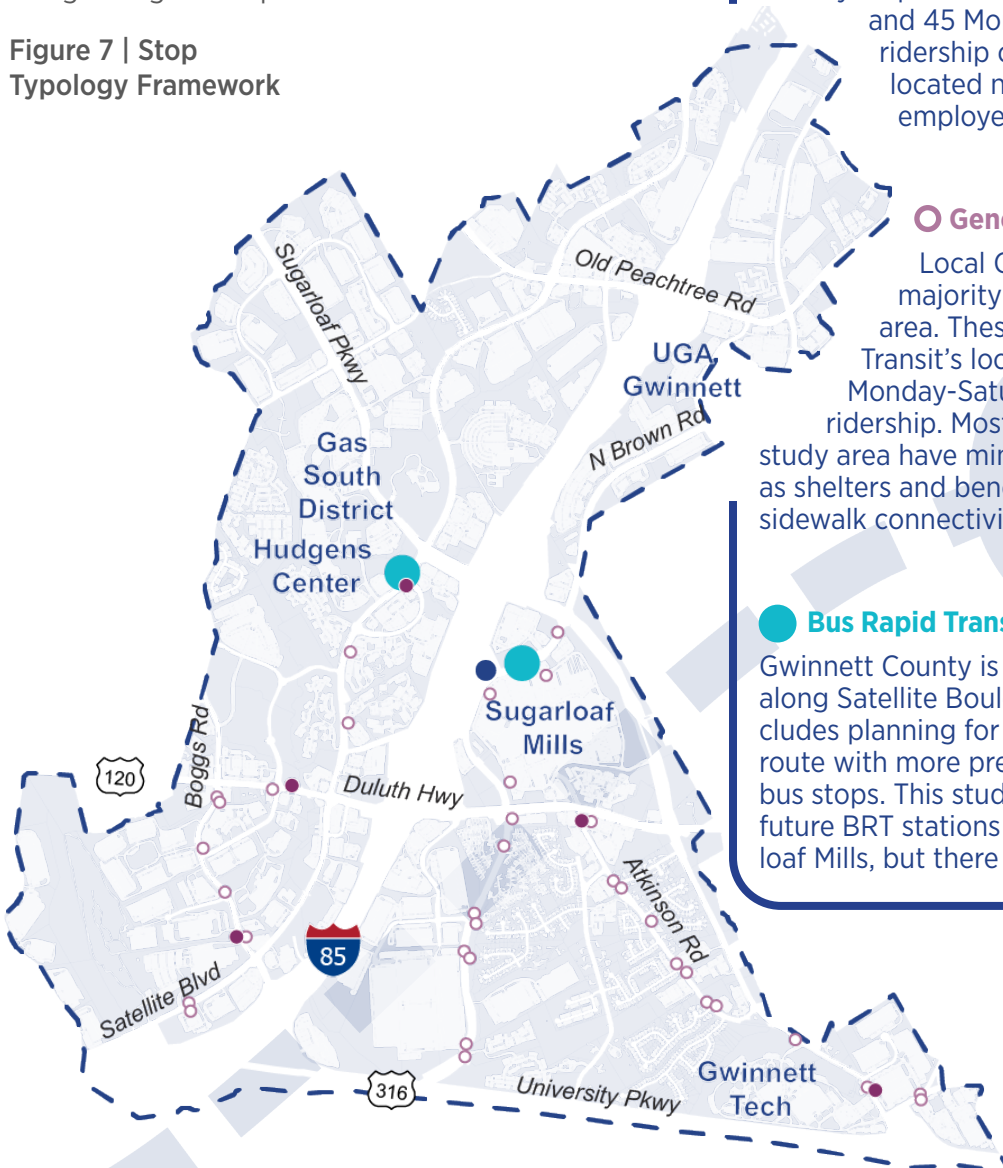 Figure 7 | Stop
Typology Framework
and 45 Mo
ridership
located
employe
Gen
Local
majority
area. These
Transit's loc
Monday-Satu
ridership. Most
study area have min
as shelters and ben
sidewalk connectivi
Bus Rapid Trans
Gwinnett County is
along Satellite Boul
cludes planning for
route with more pre
bus stops. This stud
future BRT stations
loaf Mills, but there
Sugarloaf Pkwy
Old Peachtree Rd
UGA
Gwinnett
N Brown Rd
Gas
South
District
Hudgens
Center
Sugarloaf
Mills
Boggs Rd
120
Duluth Hwy
Atkinson Rd
85
Satellite Blvd
316
University Pkwy
Gwinnett
Tech